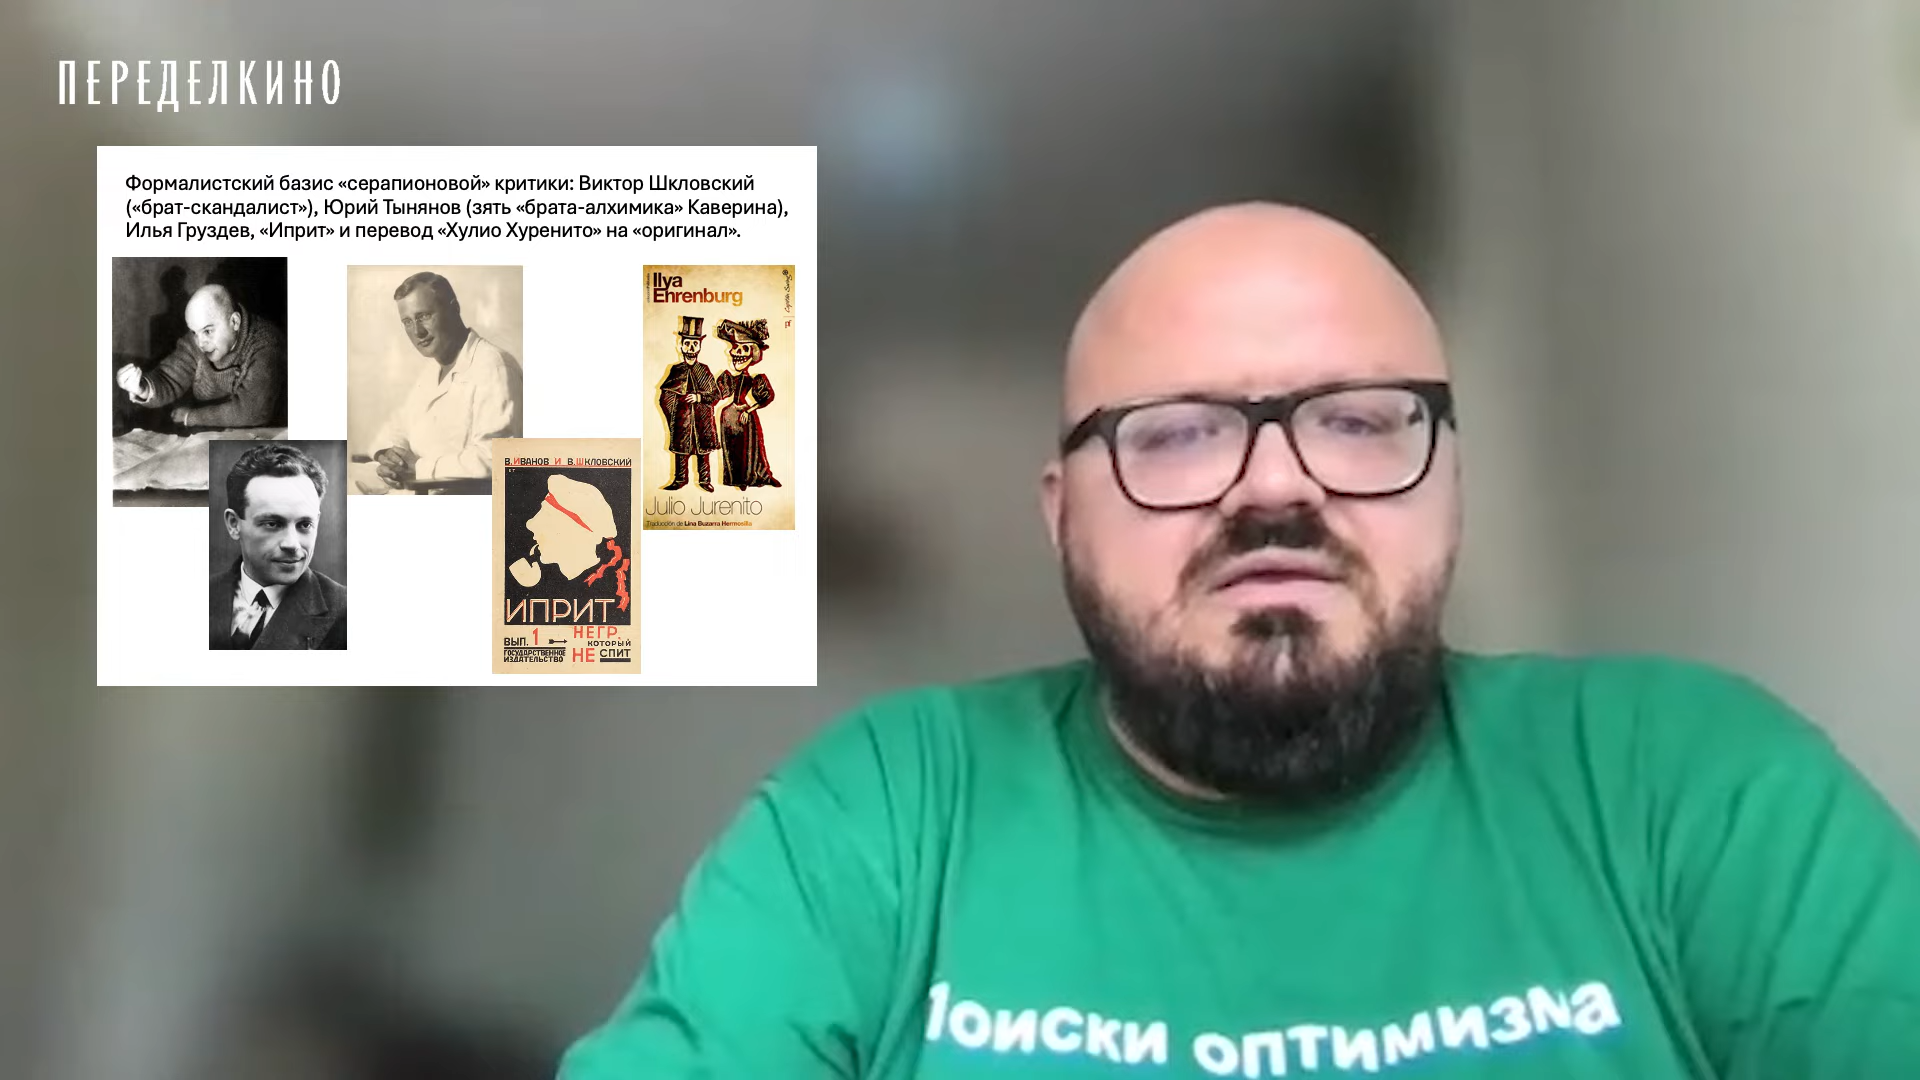 ПЕРЕДЕЛКИНО
Формалистский базис «серапионовой» критики: Виктор Шкловский
(«брат-скандалист»), Юрий Тынянов (зять «брата-алхимика» Каверина),
Илья Груздев, «Иприт» и перевод «Хулио Хуренито» на «оригинал».
Ilya
Ehrenburg
Julio Jurenito
Traducción de Lina Buzarra Hermosilla
В.ИВАНОВ И В.ШКЛОВСКИЙ
ИПРИТ
ВЫП. 1
НЕГР,
КОТОРЫЙ
НЕ СПИТ
ГОСУДАРСТВЕННОЕ
ИЗДАТЕЛЬСТВО
Поиски оптимизма